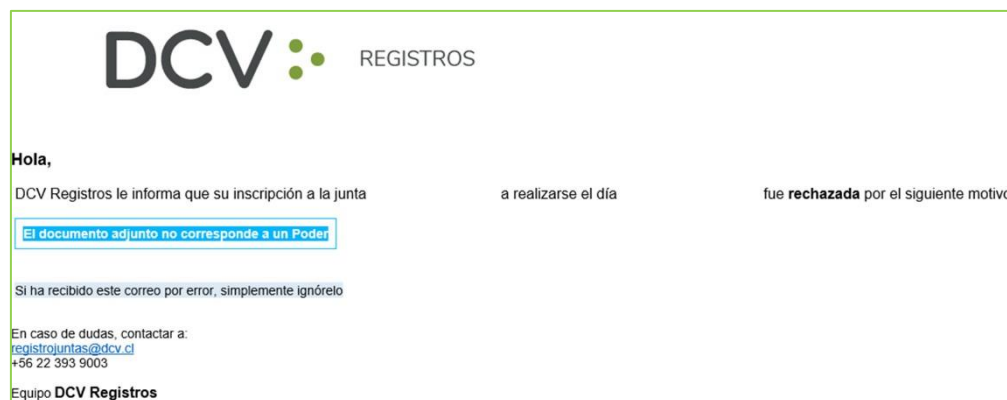 DCV REGISTROS
Hola,
DCV Registros le informa que su inscripción a la junta a realizarse el día fue rechazada por el siguiente motivo
El documento adjunto no corresponde a un Poder
Si ha recibido este correo por error, simplemente ignórelo
En caso de dudas, contactar a:
registrojuntas@dcv.cl
+56 22 393 9003
Equipo DCV Registros